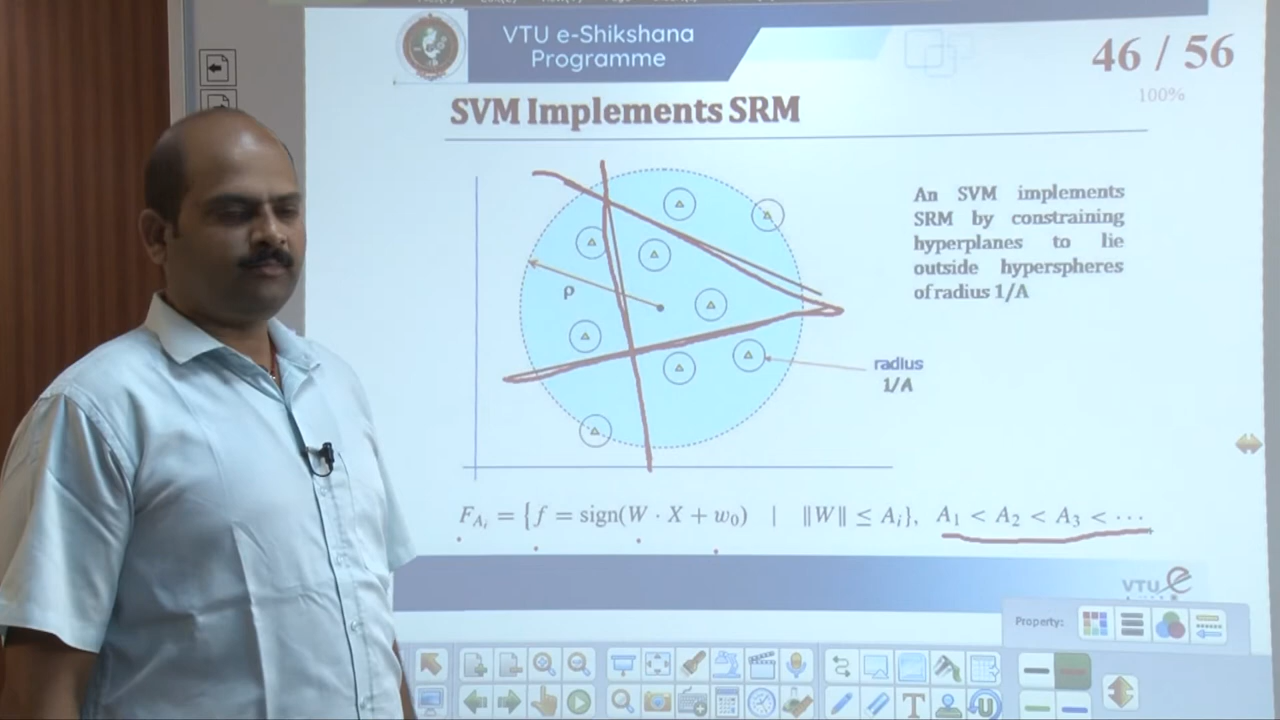 VTU e-Shikshana
Programme
46 / 56
100%
SVM Implements SRM
An SVM implements
SRM by constraining
hyperplanes to lie
outside hyperspheres
of radius 1/A
ρ
radius
1/A
F_{A_i} = {f = sign(W · X + w_0) | ‖W‖ ≤ A_i}, A_1 < A_2 < A_3 < ···
VTU e
Property:
T
U